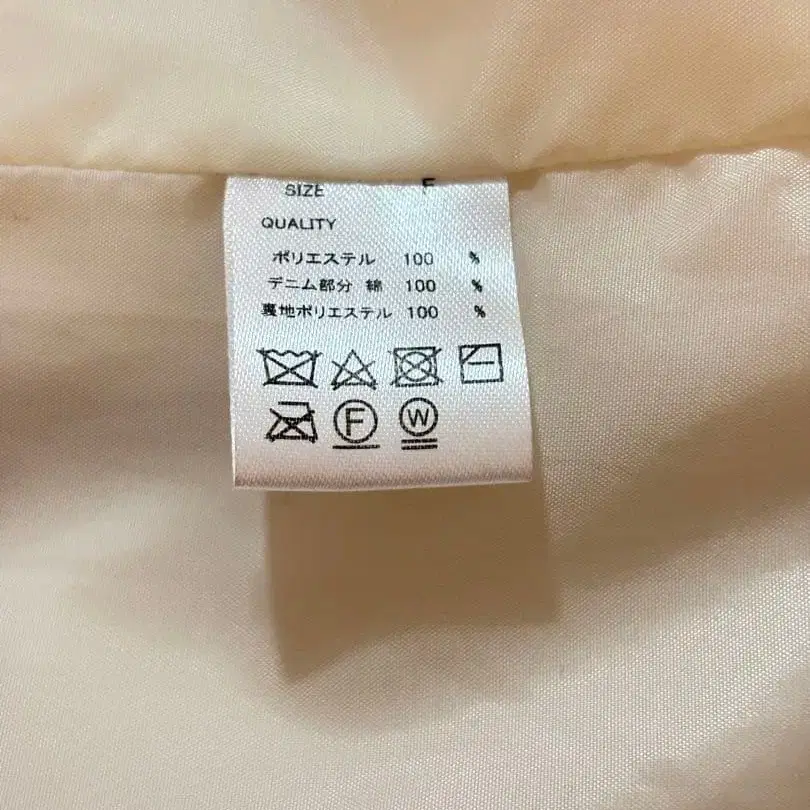 SIZE F
QUALITY
ポリエステル 100 %
デニム部分 綿 100 %
裏地ポリエステル 100 %
F W